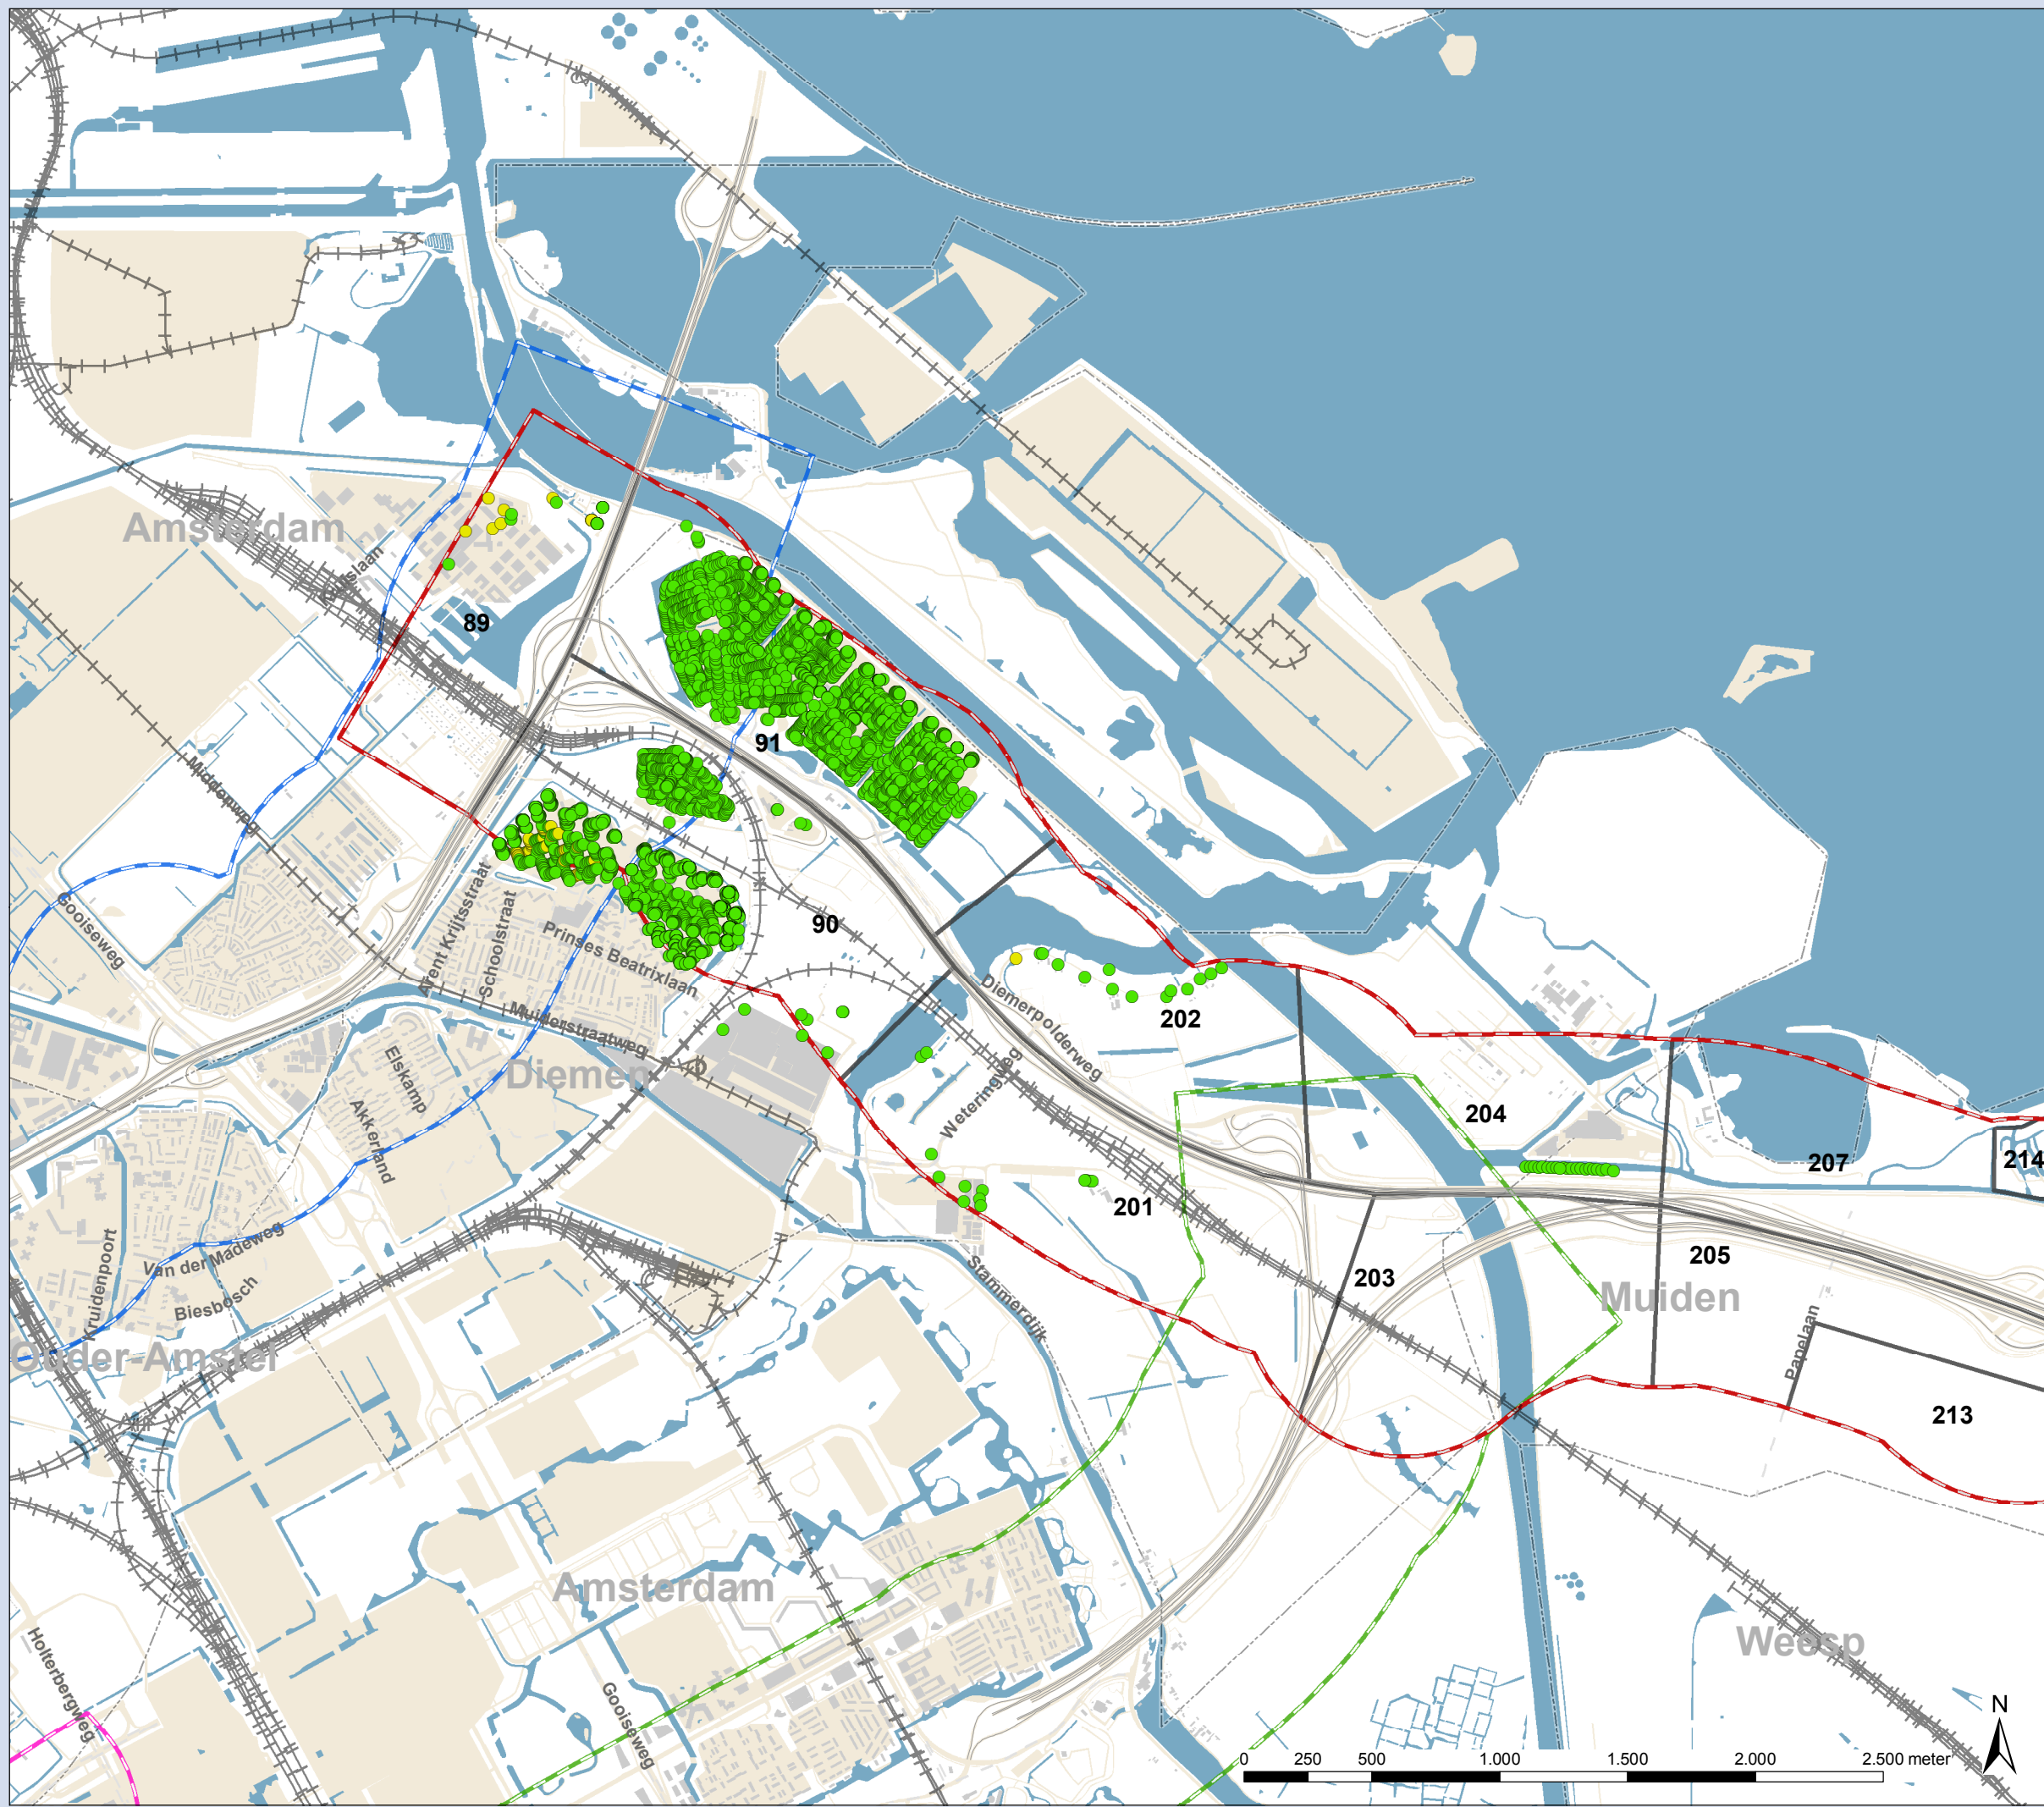 Amsterdam
89
91
Middenweg
Gooiseweg
Arent Krijtsstraat
Schoolstraat
Prinses Beatrixlaan
90
Muiderstraatweg
Diemen
Elskamp
Akkerland
Diemerpolderweg
202
Weteringweg
204
207
214
201
203
205
Muiden
Papelaan
213
Stammerdijk
Kruidenpoort
Van der Madeweg
Biesbosch
Ouder-Amstel
Amsterdam
Weesp
Holterbergweg
Gooiseweg
N
0 250 500 1.000 1.500 2.000 2.500 meter